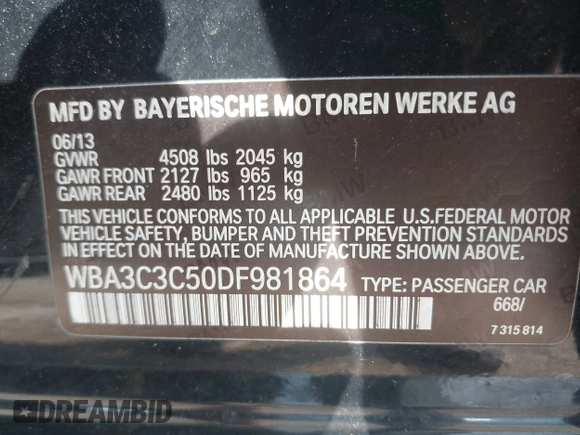 MFD BY BAYERISCHE MOTOREN WERKE AG
06/13
GVWR 4508 lbs 2045 kg
GAWR FRONT 2127 lbs 965 kg
GAWR REAR 2480 lbs 1125 kg
THIS VEHICLE CONFORMS TO ALL APPLICABLE U.S.FEDERAL MOTOR
VEHICLE SAFETY, BUMPER AND THEFT PREVENTION STANDARDS
IN EFFECT ON THE DATE OF MANUFACTURE SHOWN ABOVE.
WBA3C3C50DF981864 TYPE: PASSENGER CAR
668/
7 315 814
DREAMBID